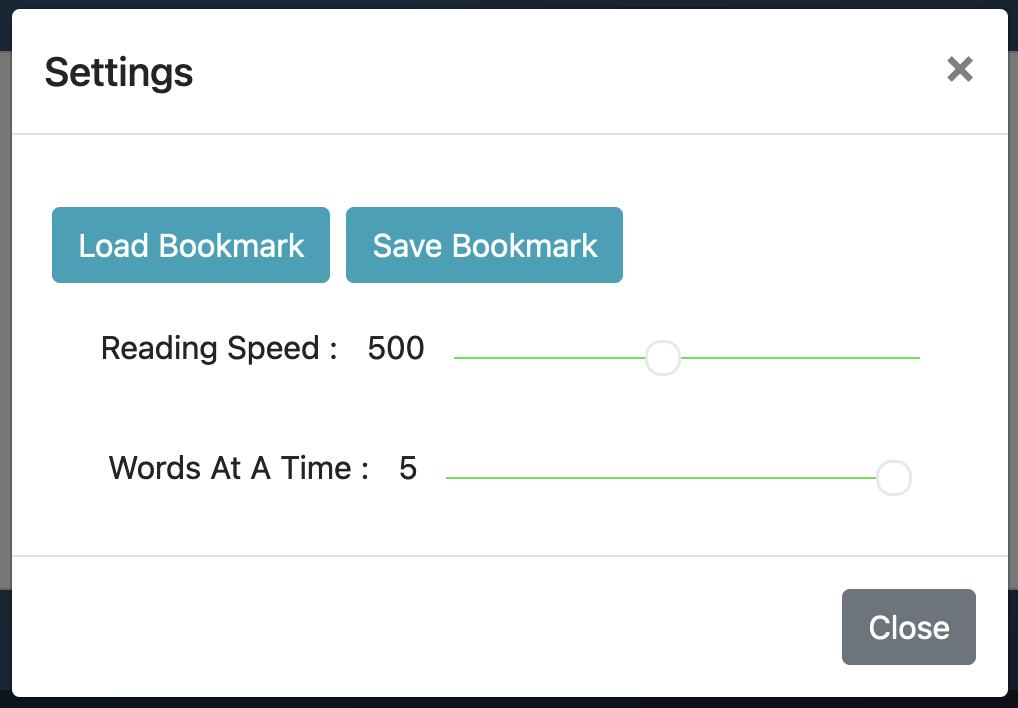 Settings
Load Bookmark Save Bookmark
Reading Speed : 500
Words At A Time : 5
Close